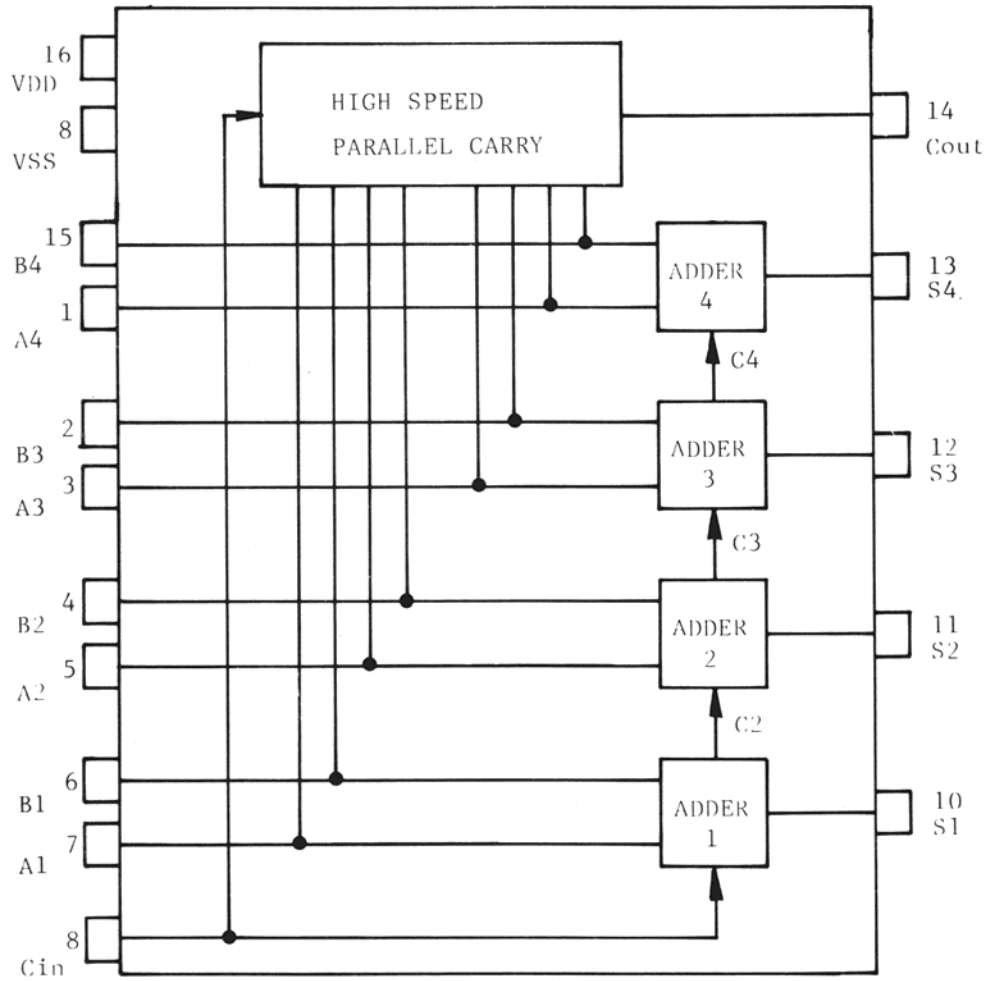 16
VDD
8
VSS
HIGH SPEED
PARALLEL CARRY
14
Cout
15
B4
1
A4
ADDER
4
13
S4.
C4
2
B3
3
A3
ADDER
3
12
S3
C3
4
B2
5
A2
ADDER
2
11
S2
C2
6
B1
7
A1
ADDER
1
10
S1
8
Cin